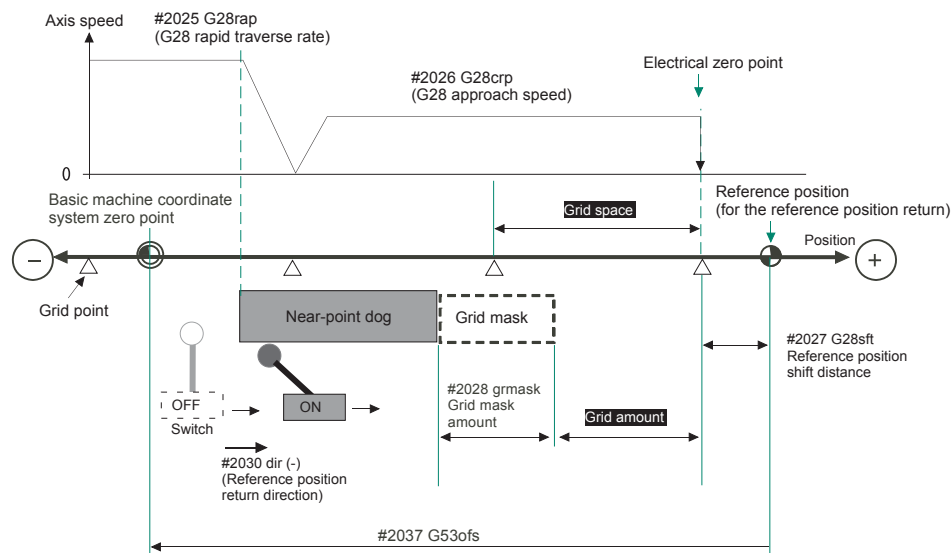 Axis speed
#2025 G28rap
(G28 rapid traverse rate)
Electrical zero point
#2026 G28crp
(G28 approach speed)
0
Basic machine coordinate
system zero point
Reference position
(for the reference position return)
Grid space
Position
−
+
Grid point
Near-point dog
Grid mask
#2027 G28sft
Reference position
shift distance
#2028 grmask
Grid mask
amount
OFF
ON
Grid amount
Switch
#2030 dir (-)
(Reference position
return direction)
#2037 G53ofs